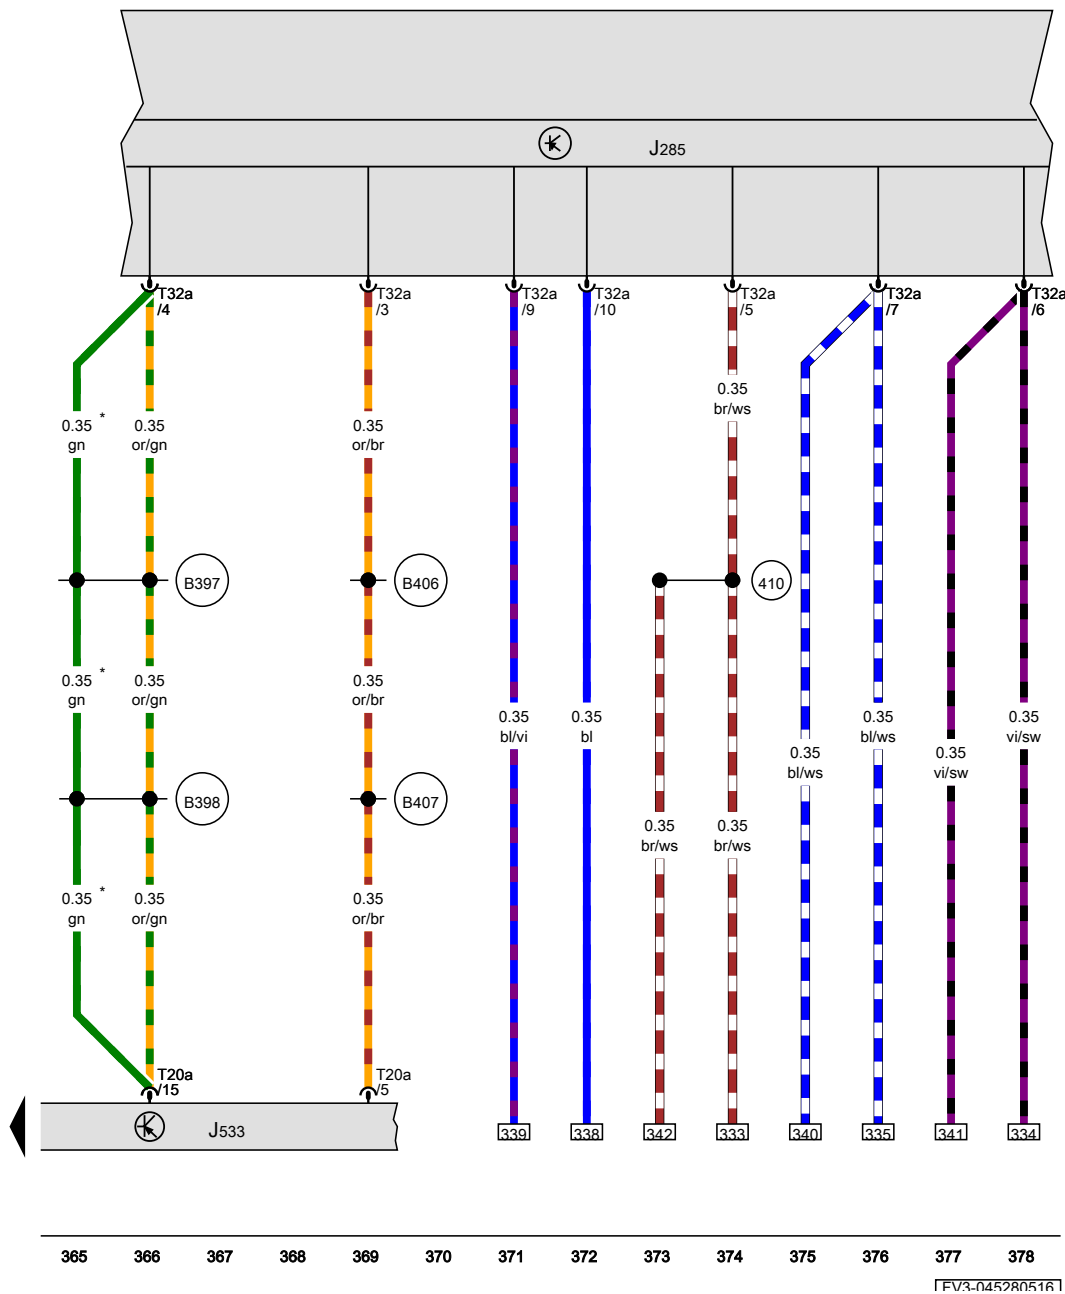 J285
T32a T32a T32a T32a T32a T32a T32a
/4 /3 /9 /10 /5 /7 /6
0.35
br/ws
0.35 * 0.35 0.35
gn or/gn or/br
B397 B406 410
0.35 * 0.35 0.35
gn or/gn or/br
0.35 0.35 0.35 0.35
bl/vi bl bl/ws vi/sw
0.35 0.35
bl/ws vi/sw
B398 B407
0.35 0.35
br/ws br/ws
0.35 * 0.35 0.35
gn or/gn or/br
T20a T20a
/15 /5
J533
339 338 342 333 340 335 341 334
365 366 367 368 369 370 371 372 373 374 375 376 377 378
EV3-045280516